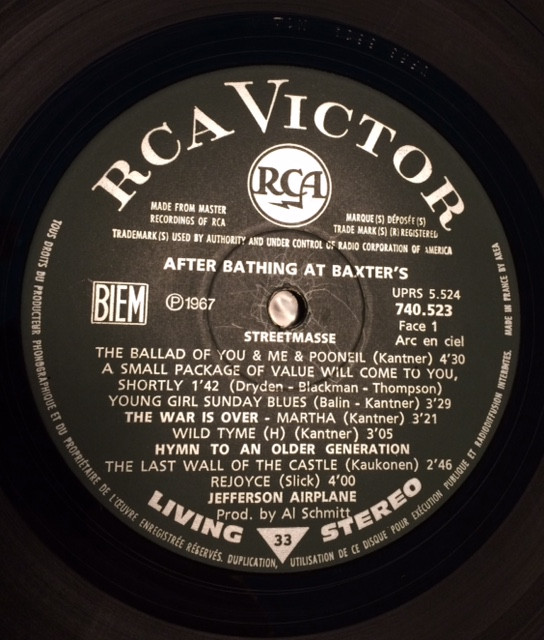 RCA VICTOR
RCA
MADE FROM MASTER
RECORDINGS OF RCA
MARQUE(S) DÉPOSÉE(S)
TRADE MARK(S) (R) REGISTERED
TRADEMARK(S) USED BY AUTHORITY AND UNDER CONTROL OF RADIO CORPORATION OF AMERICA
AFTER BATHING AT BAXTER'S
BIEM
Ⓟ 1967
UPRS 5.524
740.523
Face 1
Arc en ciel
STREETMASSE
THE BALLAD OF YOU & ME & POONEIL (Kantner) 4'30
A SMALL PACKAGE OF VALUE WILL COME TO YOU,
SHORTLY 1'42 (Dryden - Blackman - Thompson)
YOUNG GIRL SUNDAY BLUES (Balin - Kantner) 3'29
THE WAR IS OVER - MARTHA (Kantner) 3'21
WILD TYME (H) (Kantner) 3'05
HYMN TO AN OLDER GENERATION
THE LAST WALL OF THE CASTLE (Kaukonen) 2'46
REJOYCE (Slick) 4'00
JEFFERSON AIRPLANE
Prod. by Al Schmitt
LIVING STEREO
33
TOUS DROITS DU PRODUCTEUR PHONOGRAPHIQUE ET DU PROPRIÉTAIRE DE L'ŒUVRE ENREGISTRÉE RÉSERVÉS. DUPLICATION, UTILISATION DE CE DISQUE POUR EXÉCUTION PUBLIQUE ET RADIODIFFUSION INTERDITES. MADE IN FRANCE BY AREA